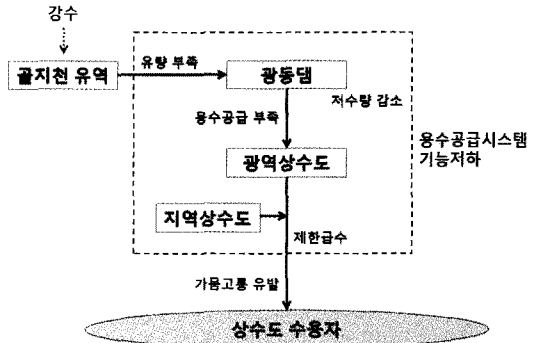 강수
골지천 유역
유량 부족
광동댐
저수량 감소
용수공급 부족
용수공급시스템
기능저하
광역상수도
지역상수도
제한급수
가뭄고통 유발
상수도 수용자